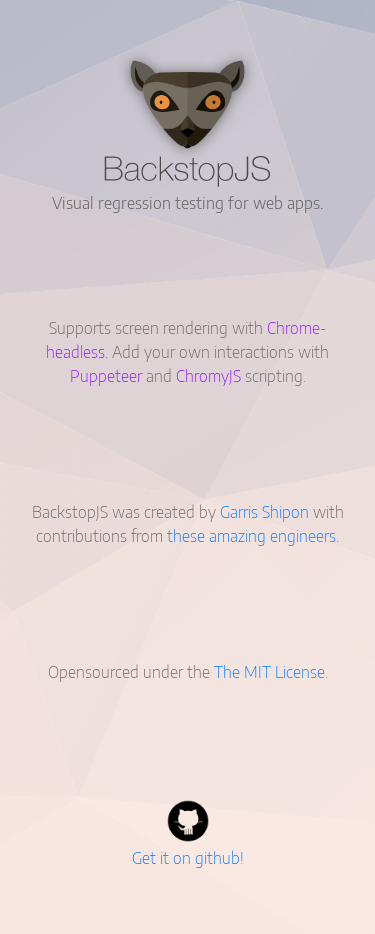 BackstopJS
Visual regression testing for web apps.
Supports screen rendering with Chrome-
headless. Add your own interactions with
Puppeteer and ChromyJS scripting.
BackstopJS was created by Garris Shipon with
contributions from these amazing engineers.
Opensourced under the The MIT License.
Get it on github!